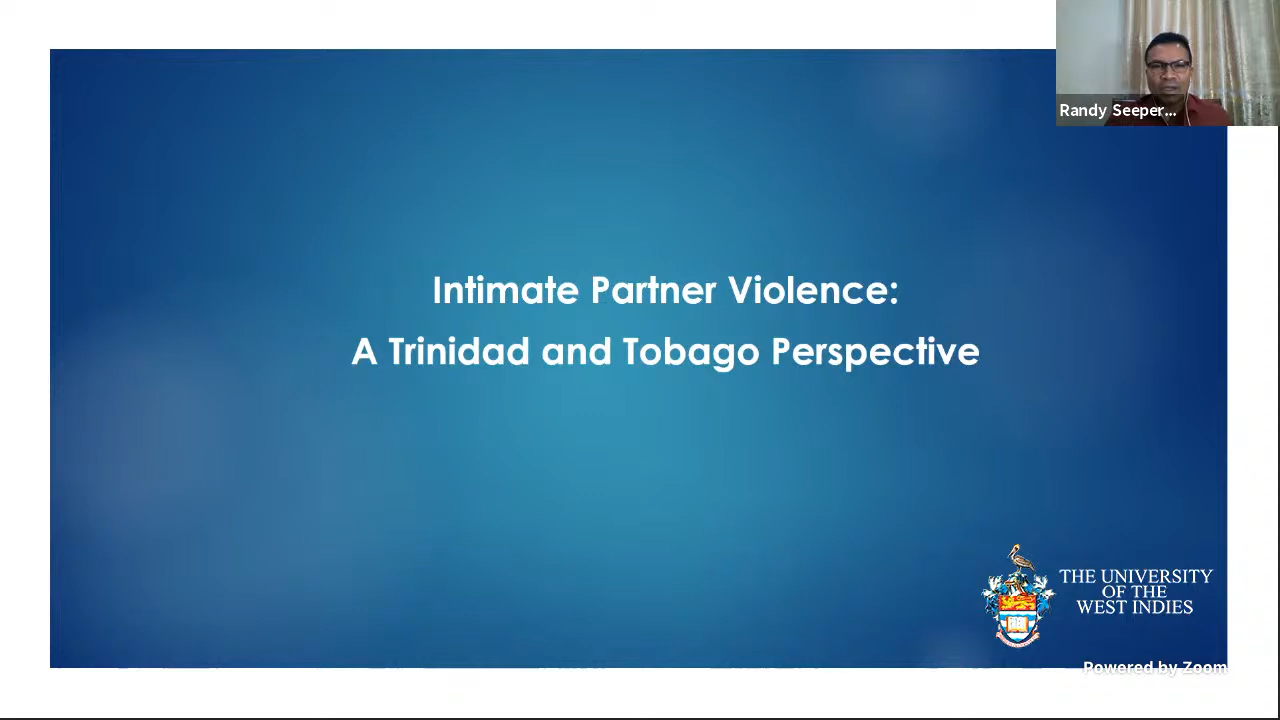 Randy Seeper...
Intimate Partner Violence:
A Trinidad and Tobago Perspective
THE UNIVERSITY
OF THE
WEST INDIES
Powered by Zoom